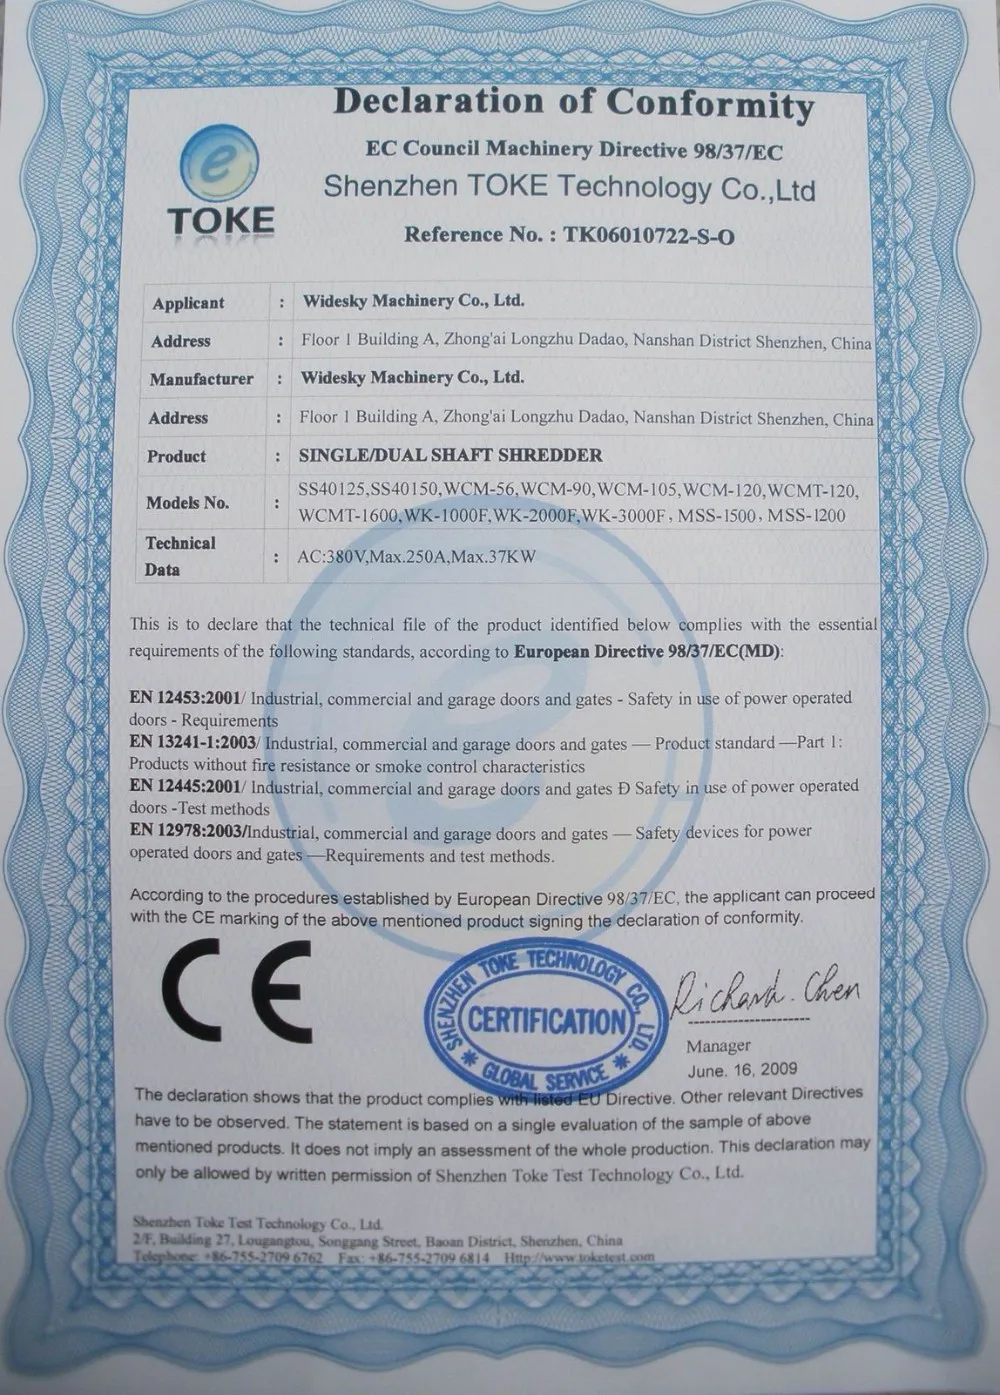 Declaration of Conformity
EC Council Machinery Directive 98/37/EC
Shenzhen TOKE Technology Co.,Ltd
e
TOKE
Reference No. : TK06010722-S-O
Applicant : Widesky Machinery Co., Ltd.
Address : Floor 1 Building A, Zhong'ai Longzhu Dadao, Nanshan District Shenzhen, China
Manufacturer : Widesky Machinery Co., Ltd.
Address : Floor 1 Building A, Zhong'ai Longzhu Dadao, Nanshan District Shenzhen, China
Product : SINGLE/DUAL SHAFT SHREDDER
Models No. : SS40125,SS40150,WCM-56,WCM-90,WCM-105,WCM-120,WCMT-120,
WCMT-1600,WK-1000F,WK-2000F,WK-3000F, MSS-1500, MSS-1200
Technical
Data : AC:380V,Max.250A,Max.37KW
This is to declare that the technical file of the product identified below complies with the essential
requirements of the following standards, according to European Directive 98/37/EC(MD):
EN 12453:2001/ Industrial, commercial and garage doors and gates - Safety in use of power operated
doors - Requirements
EN 13241-1:2003/ Industrial, commercial and garage doors and gates — Product standard —Part 1:
Products without fire resistance or smoke control characteristics
EN 12445:2001/ Industrial, commercial and garage doors and gates Ð Safety in use of power operated
doors -Test methods
EN 12978:2003/Industrial, commercial and garage doors and gates — Safety devices for power
operated doors and gates —Requirements and test methods.
According to the procedures established by European Directive 98/37/EC, the applicant can proceed
with the CE marking of the above mentioned product signing the declaration of conformity.
CE
SHENZHEN TOKE TECHNOLOGY CO., LTD.
CERTIFICATION
* GLOBAL SERVICE *
Richard. Chen
Manager
June. 16, 2009
The declaration shows that the product complies with listed EU Directive. Other relevant Directives
have to be observed. The statement is based on a single evaluation of the sample of above
mentioned products. It does not imply an assessment of the whole production. This declaration may
only be allowed by written permission of Shenzhen Toke Test Technology Co., Ltd.
Shenzhen Toke Test Technology Co., Ltd.
2/F, Building 27, Lougangtou, Songgang Street, Baoan District, Shenzhen, China
Telephone: +86-755-2709 6762 Fax: +86-755-2709 6814 Http://www.toketest.com